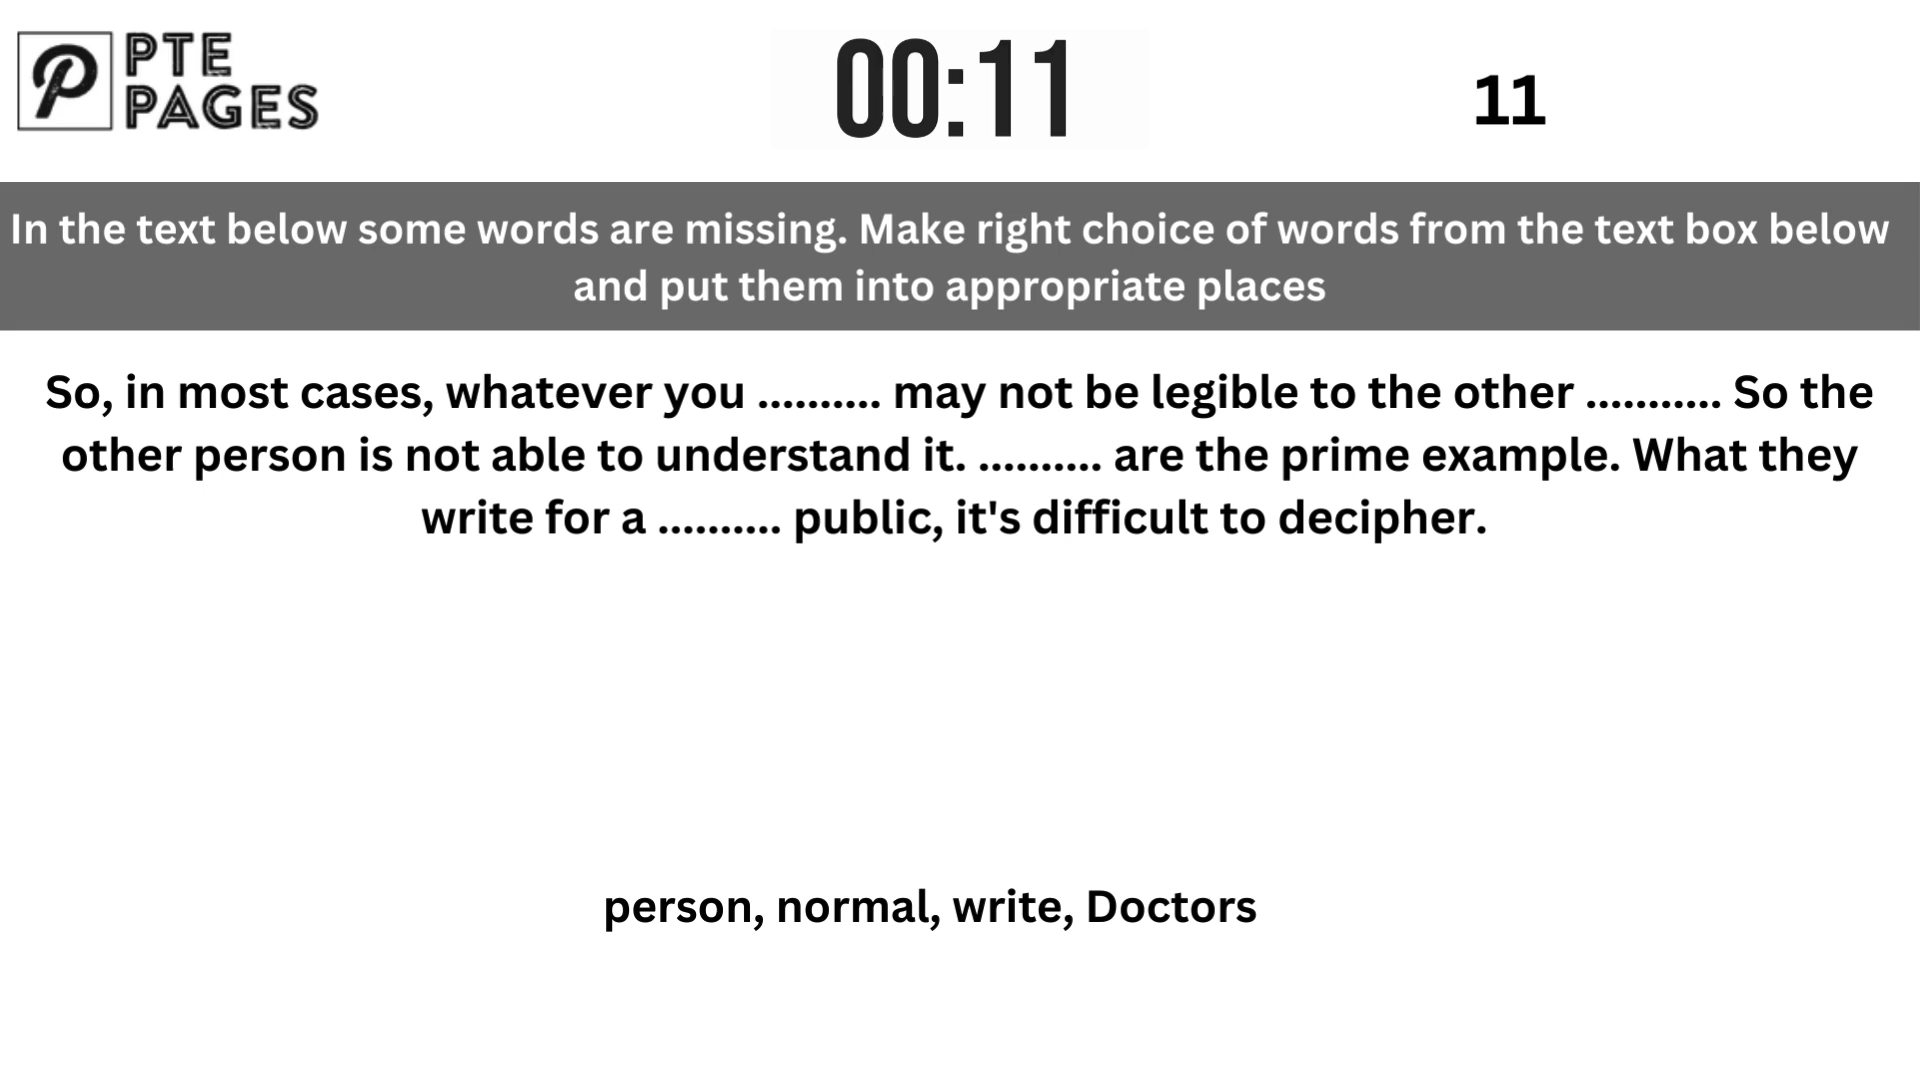 PTE
PAGES
00:11
11
In the text below some words are missing. Make right choice of words from the text box below
and put them into appropriate places
So, in most cases, whatever you .......... may not be legible to the other ........... So the
other person is not able to understand it. .......... are the prime example. What they
write for a .......... public, it's difficult to decipher.
person, normal, write, Doctors